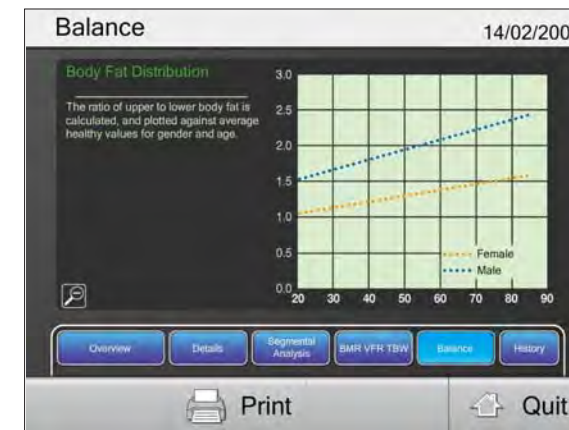 Balance
14/02/200
Body Fat Distribution
The ratio of upper to lower body fat is
calculated, and plotted against average
healthy values for gender and age.
3.0
2.5
2.0
1.5
1.0
0.5
0.0
Female
Male
20 30 40 50 60 70 80 90
Overview
Details
Segmental
Analysis
BMR VFR TBW
Balance
History
Print
Quit